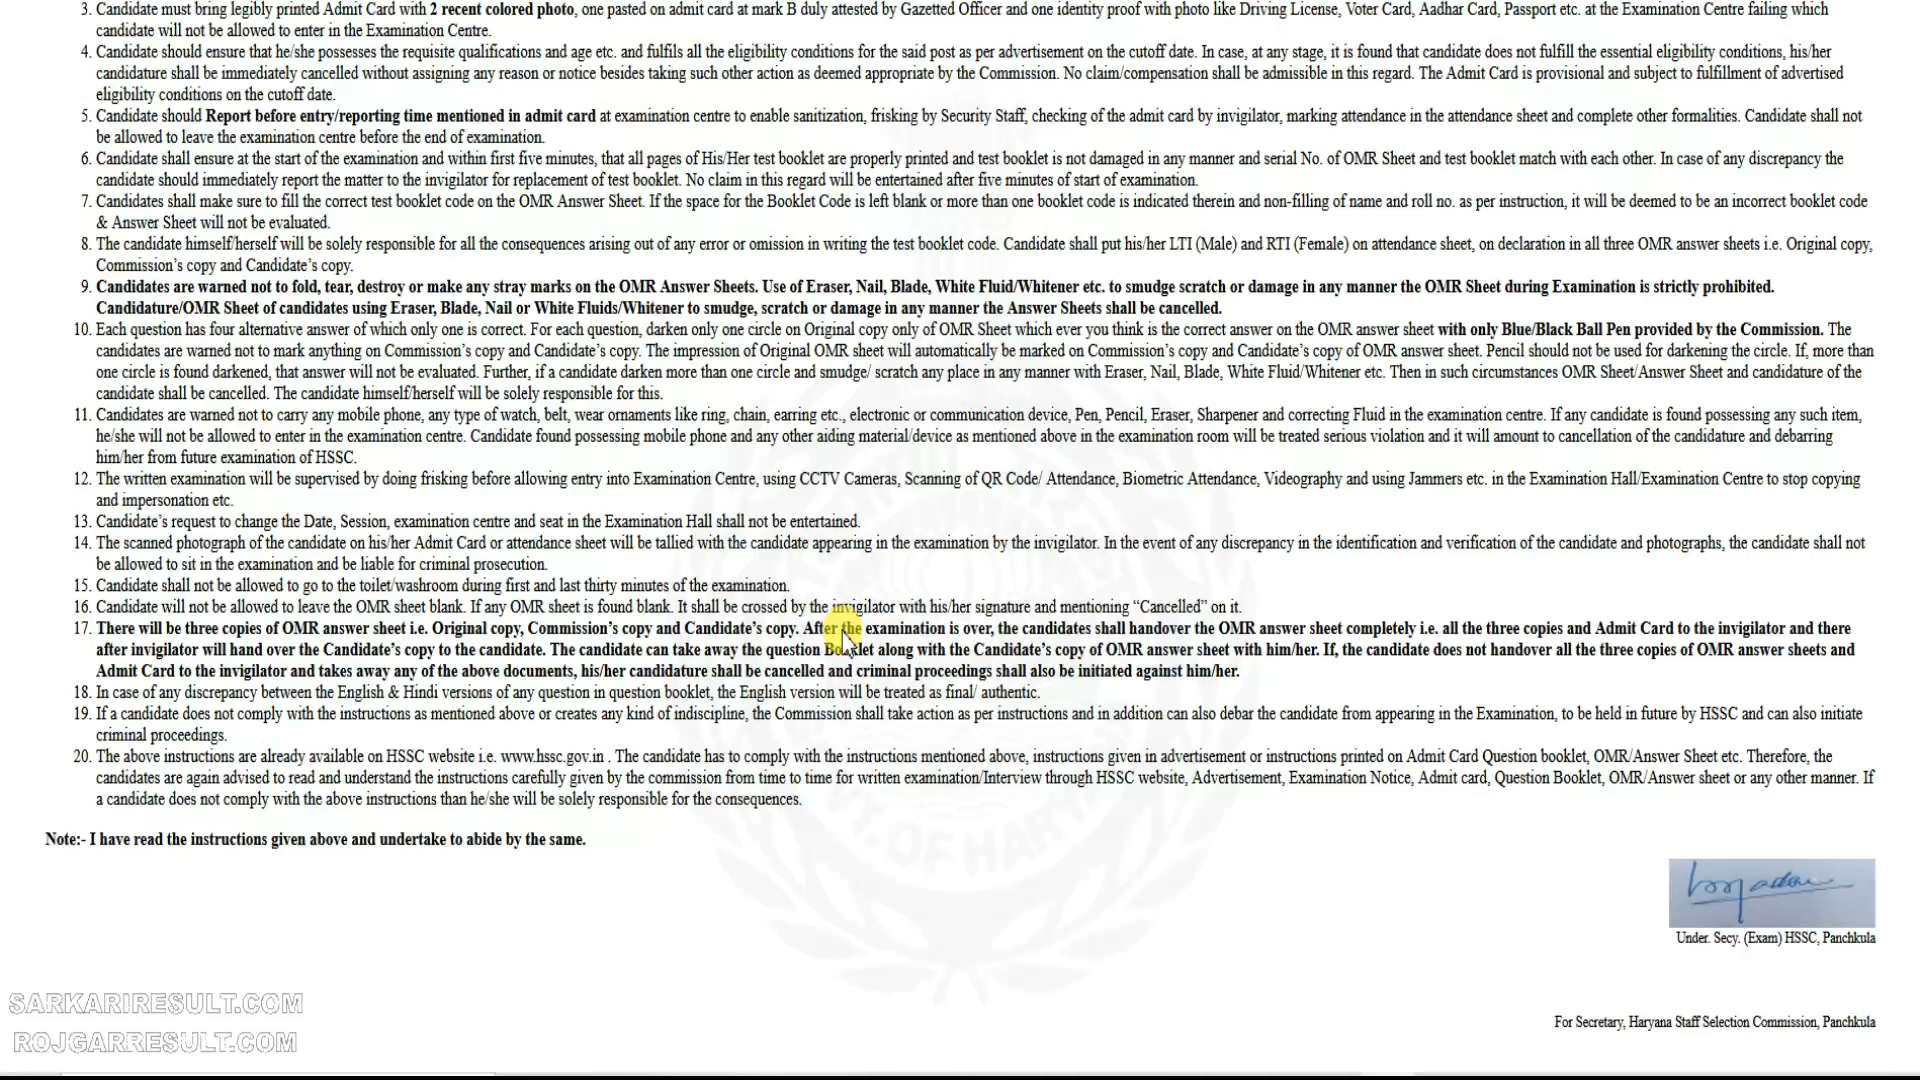 3. Candidate must bring legibly printed Admit Card with 2 recent colored photo, one pasted on admit card at mark B duly attested by Gazetted Officer and one identity proof with photo like Driving License, Voter Card, Aadhar Card, Passport etc. at the Examination Centre failing which
candidate will not be allowed to enter in the Examination Centre.
4. Candidate should ensure that he/she possesses the requisite qualifications and age etc. and fulfils all the eligibility conditions for the said post as per advertisement on the cutoff date. In case, at any stage, it is found that candidate does not fulfill the essential eligibility conditions, his/her
candidature shall be immediately cancelled without assigning any reason or notice besides taking such other action as deemed appropriate by the Commission. No claim/compensation shall be admissible in this regard. The Admit Card is provisional and subject to fulfillment of advertised
eligibility conditions on the cutoff date.
5. Candidate should Report before entry/reporting time mentioned in admit card at examination centre to enable sanitization, frisking by Security Staff, checking of the admit card by invigilator, marking attendance in the attendance sheet and complete other formalities. Candidate shall not
be allowed to leave the examination centre before the end of examination.
6. Candidate shall ensure at the start of the examination and within first five minutes, that all pages of His/Her test booklet are properly printed and test booklet is not damaged in any manner and serial No. of OMR Sheet and test booklet match with each other. In case of any discrepancy the
candidate should immediately report the matter to the invigilator for replacement of test booklet. No claim in this regard will be entertained after five minutes of start of examination.
7. Candidates shall make sure to fill the correct test booklet code on the OMR Answer Sheet. If the space for the Booklet Code is left blank or more than one booklet code is indicated therein and non-filling of name and roll no. as per instruction, it will be deemed to be an incorrect booklet code
& Answer Sheet will not be evaluated.
8. The candidate himself/herself will be solely responsible for all the consequences arising out of any error or omission in writing the test booklet code. Candidate shall put his/her LTI (Male) and RTI (Female) on attendance sheet, on declaration in all three OMR answer sheets i.e. Original copy,
Commission's copy and Candidate's copy.
9. Candidates are warned not to fold, tear, destroy or make any stray marks on the OMR Answer Sheets. Use of Eraser, Nail, Blade, White Fluid/Whitener etc. to smudge scratch or damage in any manner the OMR Sheet during Examination is strictly prohibited.
Candidature/OMR Sheet of candidates using Eraser, Blade, Nail or White Fluids/Whitener to smudge, scratch or damage in any manner the Answer Sheets shall be cancelled.
10. Each question has four alternative answer of which only one is correct. For each question, darken only one circle on Original copy only of OMR Sheet which ever you think is the correct answer on the OMR answer sheet with only Blue/Black Ball Pen provided by the Commission. The
candidates are warned not to mark anything on Commission's copy and Candidate's copy. The impression of Original OMR sheet will automatically be marked on Commission's copy and Candidate's copy of OMR answer sheet. Pencil should not be used for darkening the circle. If, more than
one circle is found darkened, that answer will not be evaluated. Further, if a candidate darken more than one circle and smudge/ scratch any place in any manner with Eraser, Nail, Blade, White Fluid/Whitener etc. Then in such circumstances OMR Sheet/Answer Sheet and candidature of the
candidate shall be cancelled. The candidate himself/herself will be solely responsible for this.
11. Candidates are warned not to carry any mobile phone, any type of watch, belt, wear ornaments like ring, chain, earring etc., electronic or communication device, Pen, Pencil, Eraser, Sharpener and correcting Fluid in the examination centre. If any candidate is found possessing any such item,
he/she will not be allowed to enter in the examination centre. Candidate found possessing mobile phone and any other aiding material/device as mentioned above in the examination room will be treated serious violation and it will amount to cancellation of the candidature and debarring
him/her from future examination of HSSC.
12. The written examination will be supervised by doing frisking before allowing entry into Examination Centre, using CCTV Cameras, Scanning of QR Code/ Attendance, Biometric Attendance, Videography and using Jammers etc. in the Examination Hall/Examination Centre to stop copying
and impersonation etc.
13. Candidate's request to change the Date, Session, examination centre and seat in the Examination Hall shall not be entertained.
14. The scanned photograph of the candidate on his/her Admit Card or attendance sheet will be tallied with the candidate appearing in the examination by the invigilator. In the event of any discrepancy in the identification and verification of the candidate and photographs, the candidate shall not
be allowed to sit in the examination and be liable for criminal prosecution.
15. Candidate shall not be allowed to go to the toilet/washroom during first and last thirty minutes of the examination.
16. Candidate will not be allowed to leave the OMR sheet blank. If any OMR sheet is found blank. It shall be crossed by the invigilator with his/her signature and mentioning “Cancelled” on it.
17. There will be three copies of OMR answer sheet i.e. Original copy, Commission's copy and Candidate's copy. After the examination is over, the candidates shall handover the OMR answer sheet completely i.e. all the three copies and Admit Card to the invigilator and there
after invigilator will hand over the Candidate's copy to the candidate. The candidate can take away the question Booklet along with the Candidate's copy of OMR answer sheet with him/her. If, the candidate does not handover all the three copies of OMR answer sheets and
Admit Card to the invigilator and takes away any of the above documents, his/her candidature shall be cancelled and criminal proceedings shall also be initiated against him/her.
18. In case of any discrepancy between the English & Hindi versions of any question in question booklet, the English version will be treated as final/ authentic.
19. If a candidate does not comply with the instructions as mentioned above or creates any kind of indiscipline, the Commission shall take action as per instructions and in addition can also debar the candidate from appearing in the Examination, to be held in future by HSSC and can also initiate
criminal proceedings.
20. The above instructions are already available on HSSC website i.e. www.hssc.gov.in . The candidate has to comply with the instructions mentioned above, instructions given in advertisement or instructions printed on Admit Card Question booklet, OMR/Answer Sheet etc. Therefore, the
candidates are again advised to read and understand the instructions carefully given by the commission from time to time for written examination/Interview through HSSC website, Advertisement, Examination Notice, Admit card, Question Booklet, OMR/Answer sheet or any other manner. If
a candidate does not comply with the above instructions than he/she will be solely responsible for the consequences.
Note:- I have read the instructions given above and undertake to abide by the same.
Under. Secy. (Exam) HSSC, Panchkula
SARKARIRESULT.COM
ROJGARRESULT.COM
For Secretary, Haryana Staff Selection Commission, Panchkula